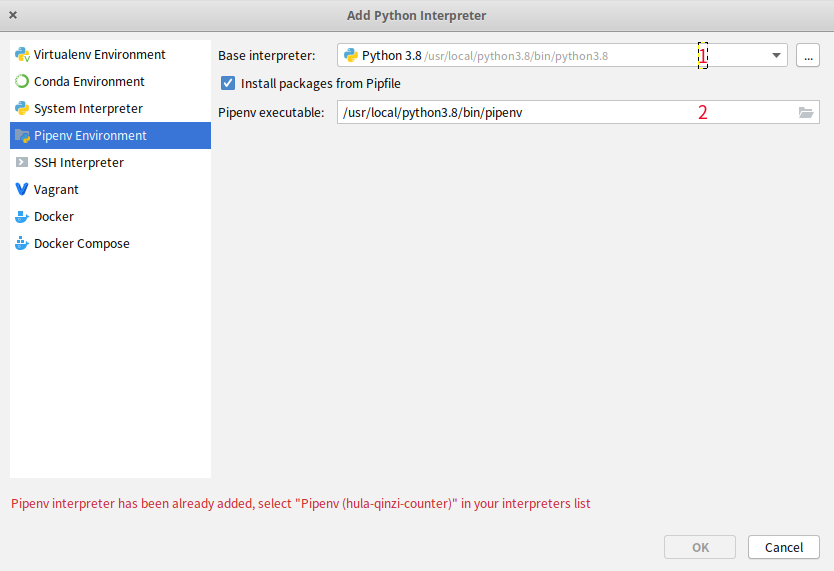 Add Python Interpreter
Virtualenv Environment
Conda Environment
System Interpreter
Pipenv Environment
SSH Interpreter
Vagrant
Docker
Docker Compose
Base interpreter: Python 3.8 /usr/local/python3.8/bin/python3.8 1 ...
Install packages from Pipfile
Pipenv executable: /usr/local/python3.8/bin/pipenv 2
Pipenv interpreter has been already added, select "Pipenv (hula-qinzi-counter)" in your interpreters list
OK Cancel